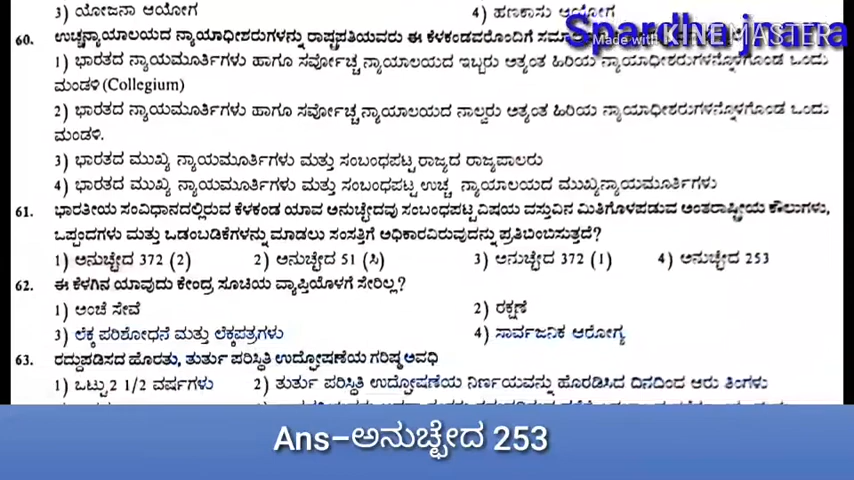 3) ಯೋಜನಾ ಆಯೋಗ 4) ಹಣಕಾಸು ಆಯೋಗ
Spardha jnana
Made with KINEMASTER
60. ಉಚ್ಚನ್ಯಾಯಾಲಯದ ನ್ಯಾಯಾಧೀಶರುಗಳನ್ನು ರಾಷ್ಟ್ರಪತಿಯವರು ಈ ಕೆಳಕಂಡವರೊಂದಿಗೆ
1) ಭಾರತದ ನ್ಯಾಯಮೂರ್ತಿಗಳು ಹಾಗೂ ಸರ್ವೋಚ್ಚ ನ್ಯಾಯಾಲಯದ ಇಬ್ಬರು ಅತ್ಯಂತ ಹಿರಿಯ ನ್ಯಾಯಾಧೀಶರುಗಳನ್ನೊಳಗೊಂಡ ಒಂದು
ಮಂಡಳಿ (Collegium)
2) ಭಾರತದ ನ್ಯಾಯಮೂರ್ತಿಗಳು ಹಾಗೂ ಸರ್ವೋಚ್ಚ ನ್ಯಾಯಾಲಯದ ನಾಲ್ವರು ಅತ್ಯಂತ ಹಿರಿಯ ನ್ಯಾಯಾಧೀಶರುಗಳನ್ನೊಳಗೊಂಡ ಒಂದು
ಮಂಡಳಿ.
3) ಭಾರತದ ಮುಖ್ಯ ನ್ಯಾಯಮೂರ್ತಿಗಳು ಮತ್ತು ಸಂಬಂಧಪಟ್ಟ ರಾಜ್ಯದ ರಾಜ್ಯಪಾಲರು
4) ಭಾರತದ ಮುಖ್ಯ ನ್ಯಾಯಮೂರ್ತಿಗಳು ಮತ್ತು ಸಂಬಂಧಪಟ್ಟ ಉಚ್ಚ ನ್ಯಾಯಾಲಯದ ಮುಖ್ಯನ್ಯಾಯಮೂರ್ತಿಗಳು
61. ಭಾರತೀಯ ಸಂವಿಧಾನದಲ್ಲಿರುವ ಕೆಳಕಂಡ ಯಾವ ಅನುಚ್ಛೇದವು ಸಂಬಂಧಪಟ್ಟ ವಿಷಯ ವಸ್ತುವಿನ ಮಿತಿಗೊಳಪಡುವ ಅಂತರಾಷ್ಟ್ರೀಯ ಕೌಲುಗಳು,
ಒಪ್ಪಂದಗಳು ಮತ್ತು ಒಡಂಬಡಿಕೆಗಳನ್ನು ಮಾಡಲು ಸಂಸತ್ತಿಗೆ ಅಧಿಕಾರವಿರುವುದನ್ನು ಪ್ರತಿಬಿಂಬಿಸುತ್ತದೆ?
1) ಅನುಚ್ಛೇದ 372 (2) 2) ಅನುಚ್ಛೇದ 51 (ಸಿ) 3) ಅನುಚ್ಛೇದ 372 (1) 4) ಅನುಚ್ಛೇದ 253
62. ಈ ಕೆಳಗಿನ ಯಾವುದು ಕೇಂದ್ರ ಸೂಚಿಯ ವ್ಯಾಪ್ತಿಯೊಳಗೆ ಸೇರಿಲ್ಲ?
1) ಅಂಚೆ ಸೇವೆ 2) ರಕ್ಷಣೆ
3) ಲೆಕ್ಕ ಪರಿಶೋಧನೆ ಮತ್ತು ಲೆಕ್ಕಪತ್ರಗಳು 4) ಸಾರ್ವಜನಿಕ ಆರೋಗ್ಯ
63. ರದ್ದುಪಡಿಸದ ಹೊರತು, ತುರ್ತು ಪರಿಸ್ಥಿತಿ ಉದ್ಘೋಷಣೆಯ ಗರಿಷ್ಠ ಅವಧಿ
1) ಒಟ್ಟು 2 1/2 ವರ್ಷಗಳು 2) ತುರ್ತು ಪರಿಸ್ಥಿತಿ ಉದ್ಘೋಷಣೆಯ ನಿರ್ಣಯವನ್ನು ಹೊರಡಿಸಿದ ದಿನದಿಂದ ಆರು ತಿಂಗಳು
Ans-ಅನುಚ್ಛೇದ 253